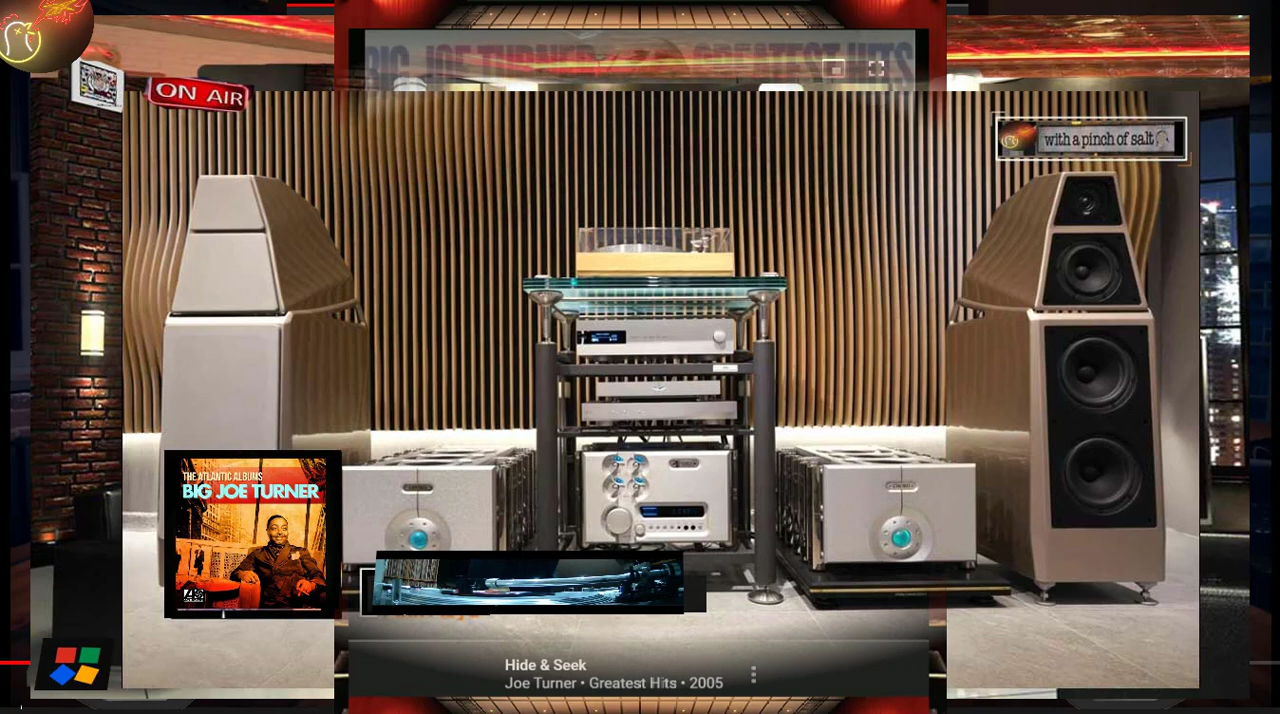 BIG JOE TURNER GREATEST HITS
ON AIR
with a pinch of salt
THE ATLANTIC ALBUMS
BIG JOE TURNER
CHORD
Hide & Seek
Joe Turner • Greatest Hits • 2005